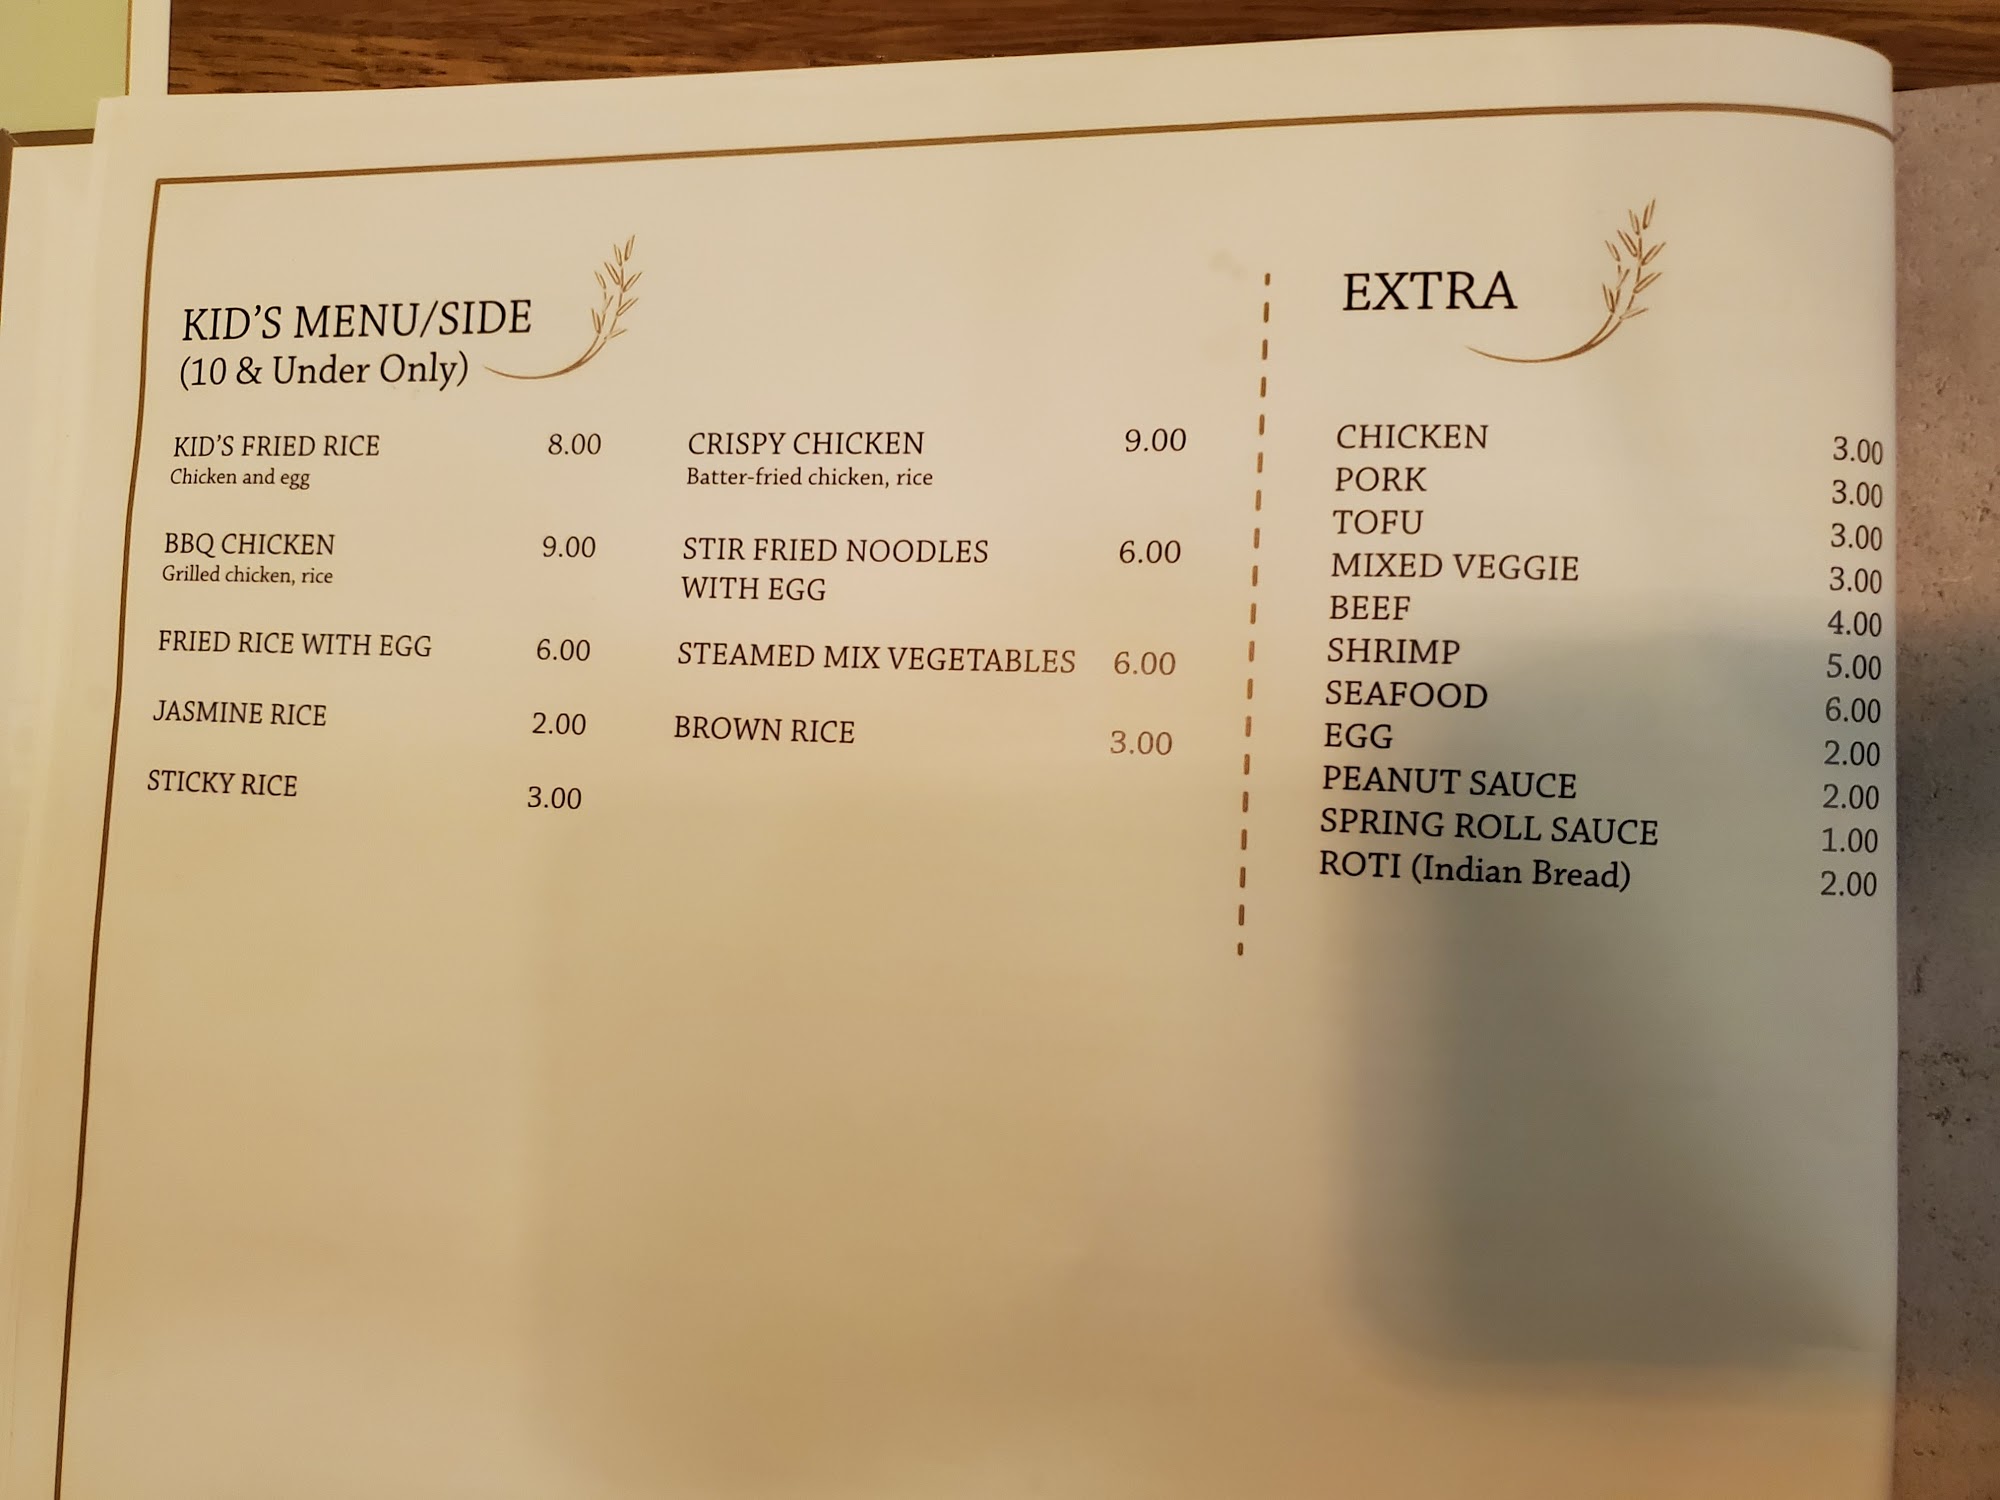 KID'S MENU/SIDE
(10 & Under Only)
KID'S FRIED RICE 8.00
Chicken and egg
BBQ CHICKEN 9.00
Grilled chicken, rice
FRIED RICE WITH EGG 6.00
JASMINE RICE 2.00
STICKY RICE 3.00
CRISPY CHICKEN 9.00
Batter-fried chicken, rice
STIR FRIED NOODLES 6.00
WITH EGG
STEAMED MIX VEGETABLES 6.00
BROWN RICE 3.00
EXTRA
CHICKEN 3.00
PORK 3.00
TOFU 3.00
MIXED VEGGIE 3.00
BEEF 4.00
SHRIMP 5.00
SEAFOOD 6.00
EGG 2.00
PEANUT SAUCE 2.00
SPRING ROLL SAUCE 1.00
ROTI (Indian Bread) 2.00